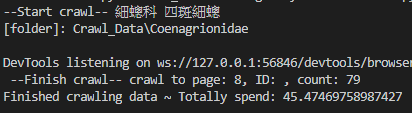 --Start crawl-- 細蟌科 四斑細蟌
[folder]: Crawl_Data\Coenagrionidae
DevTools listening on ws://127.0.0.1:56846/devtools/browser
--Finish crawl-- crawl to page: 8, ID: , count: 79
Finished crawling data ~ Totally spend: 45.47469758987427